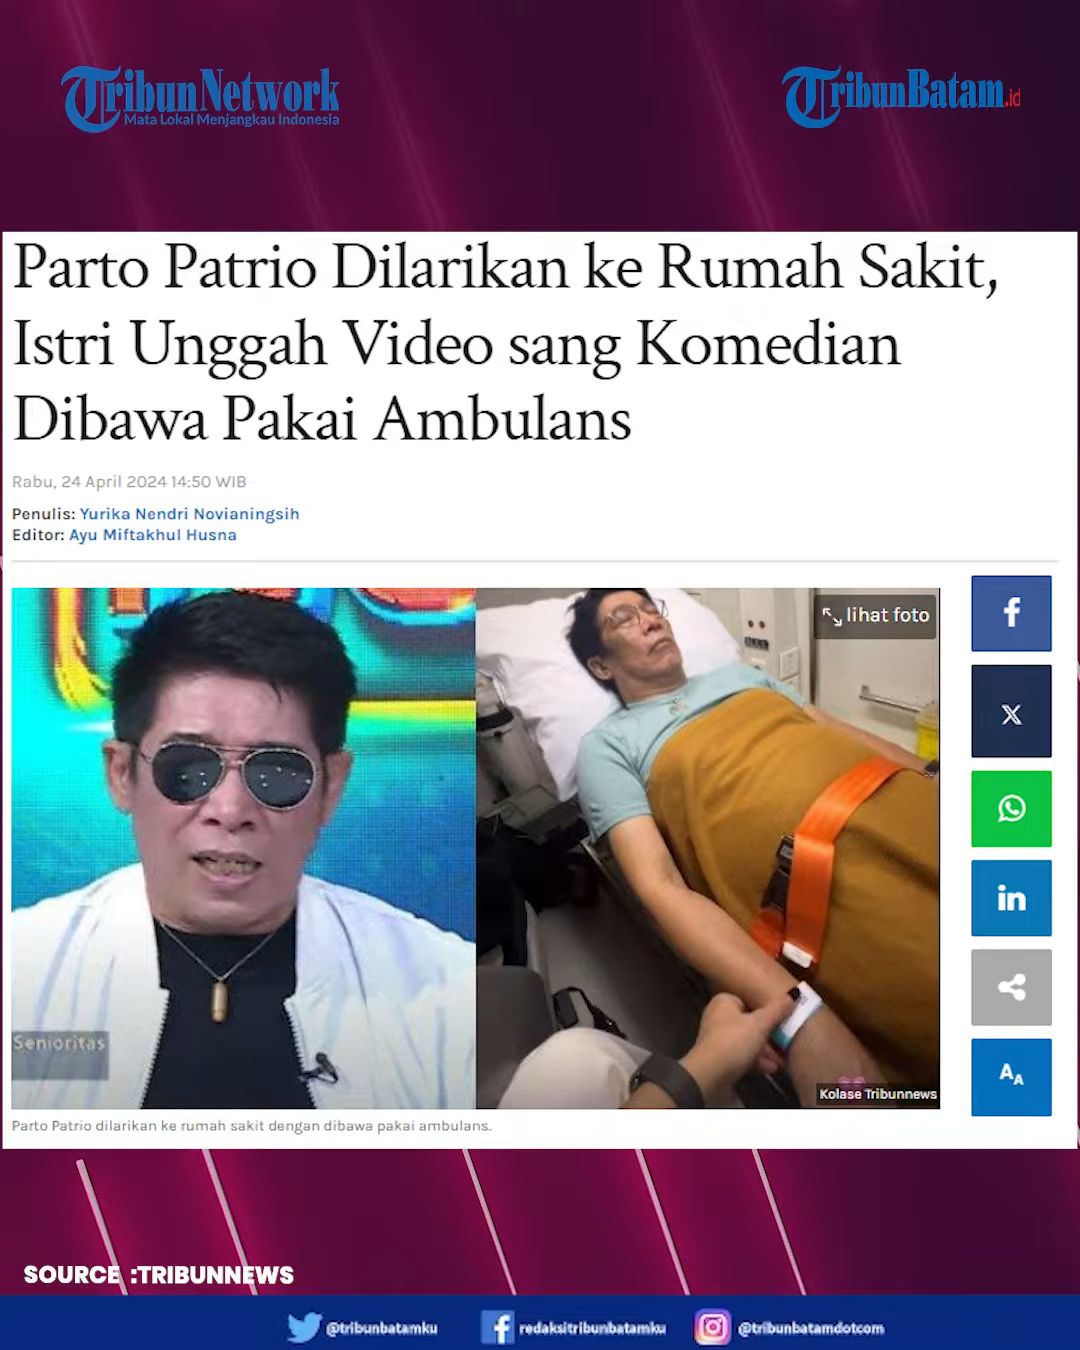 TribunNetwork
Mata Lokal Menjangkau Indonesia
TribunBatam.id
Parto Patrio Dilarikan ke Rumah Sakit,
Istri Unggah Video sang Komedian
Dibawa Pakai Ambulans
Rabu, 24 April 2024 14:50 WIB
Penulis: Yurika Nendri Novianingsih
Editor: Ayu Miftakhul Husna
lihat foto
Senioritas
Kolase Tribunnews
Parto Patrio dilarikan ke rumah sakit dengan dibawa pakai ambulans.
f
X
in
AA
SOURCE :TRIBUNNEWS
@tribunbatamku
f redaksitribunbatamku
@tribunbatamdotcom